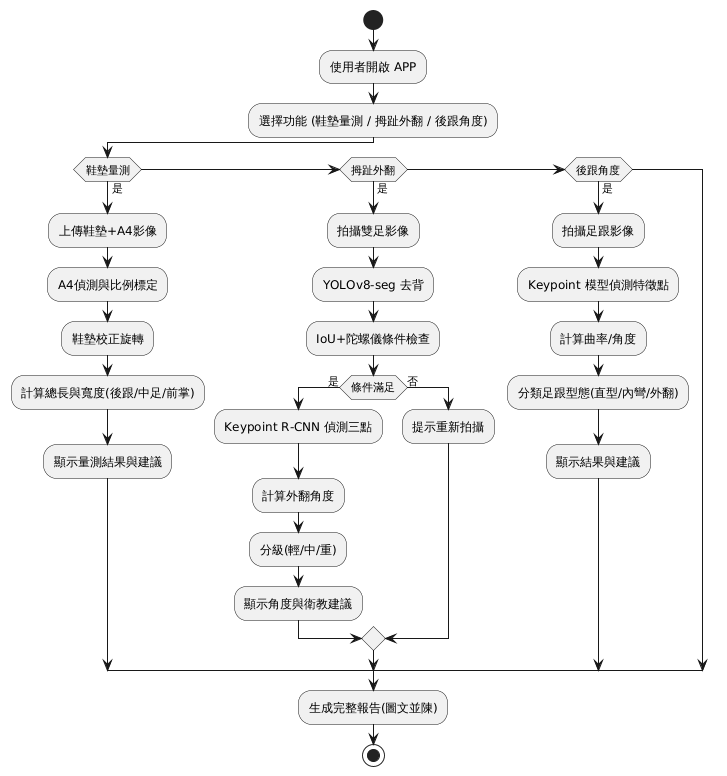 使用者開啟 APP
選擇功能 (鞋墊量測 / 拇趾外翻 / 後跟角度)
鞋墊量測
是
上傳鞋墊+A4影像
A4偵測與比例標定
鞋墊校正旋轉
計算總長與寬度(後跟/中足/前掌)
顯示量測結果與建議
拇趾外翻
是
拍攝雙足影像
YOLOv8-seg 去背
IoU+陀螺儀條件檢查
條件滿足
是
否
Keypoint R-CNN 偵測三點
計算外翻角度
分級(輕/中/重)
顯示角度與衛教建議
提示重新拍攝
後跟角度
是
拍攝足跟影像
Keypoint 模型偵測特徵點
計算曲率/角度
分類足跟型態(直型/內彎/外翻)
顯示結果與建議
生成完整報告(圖文並陳)